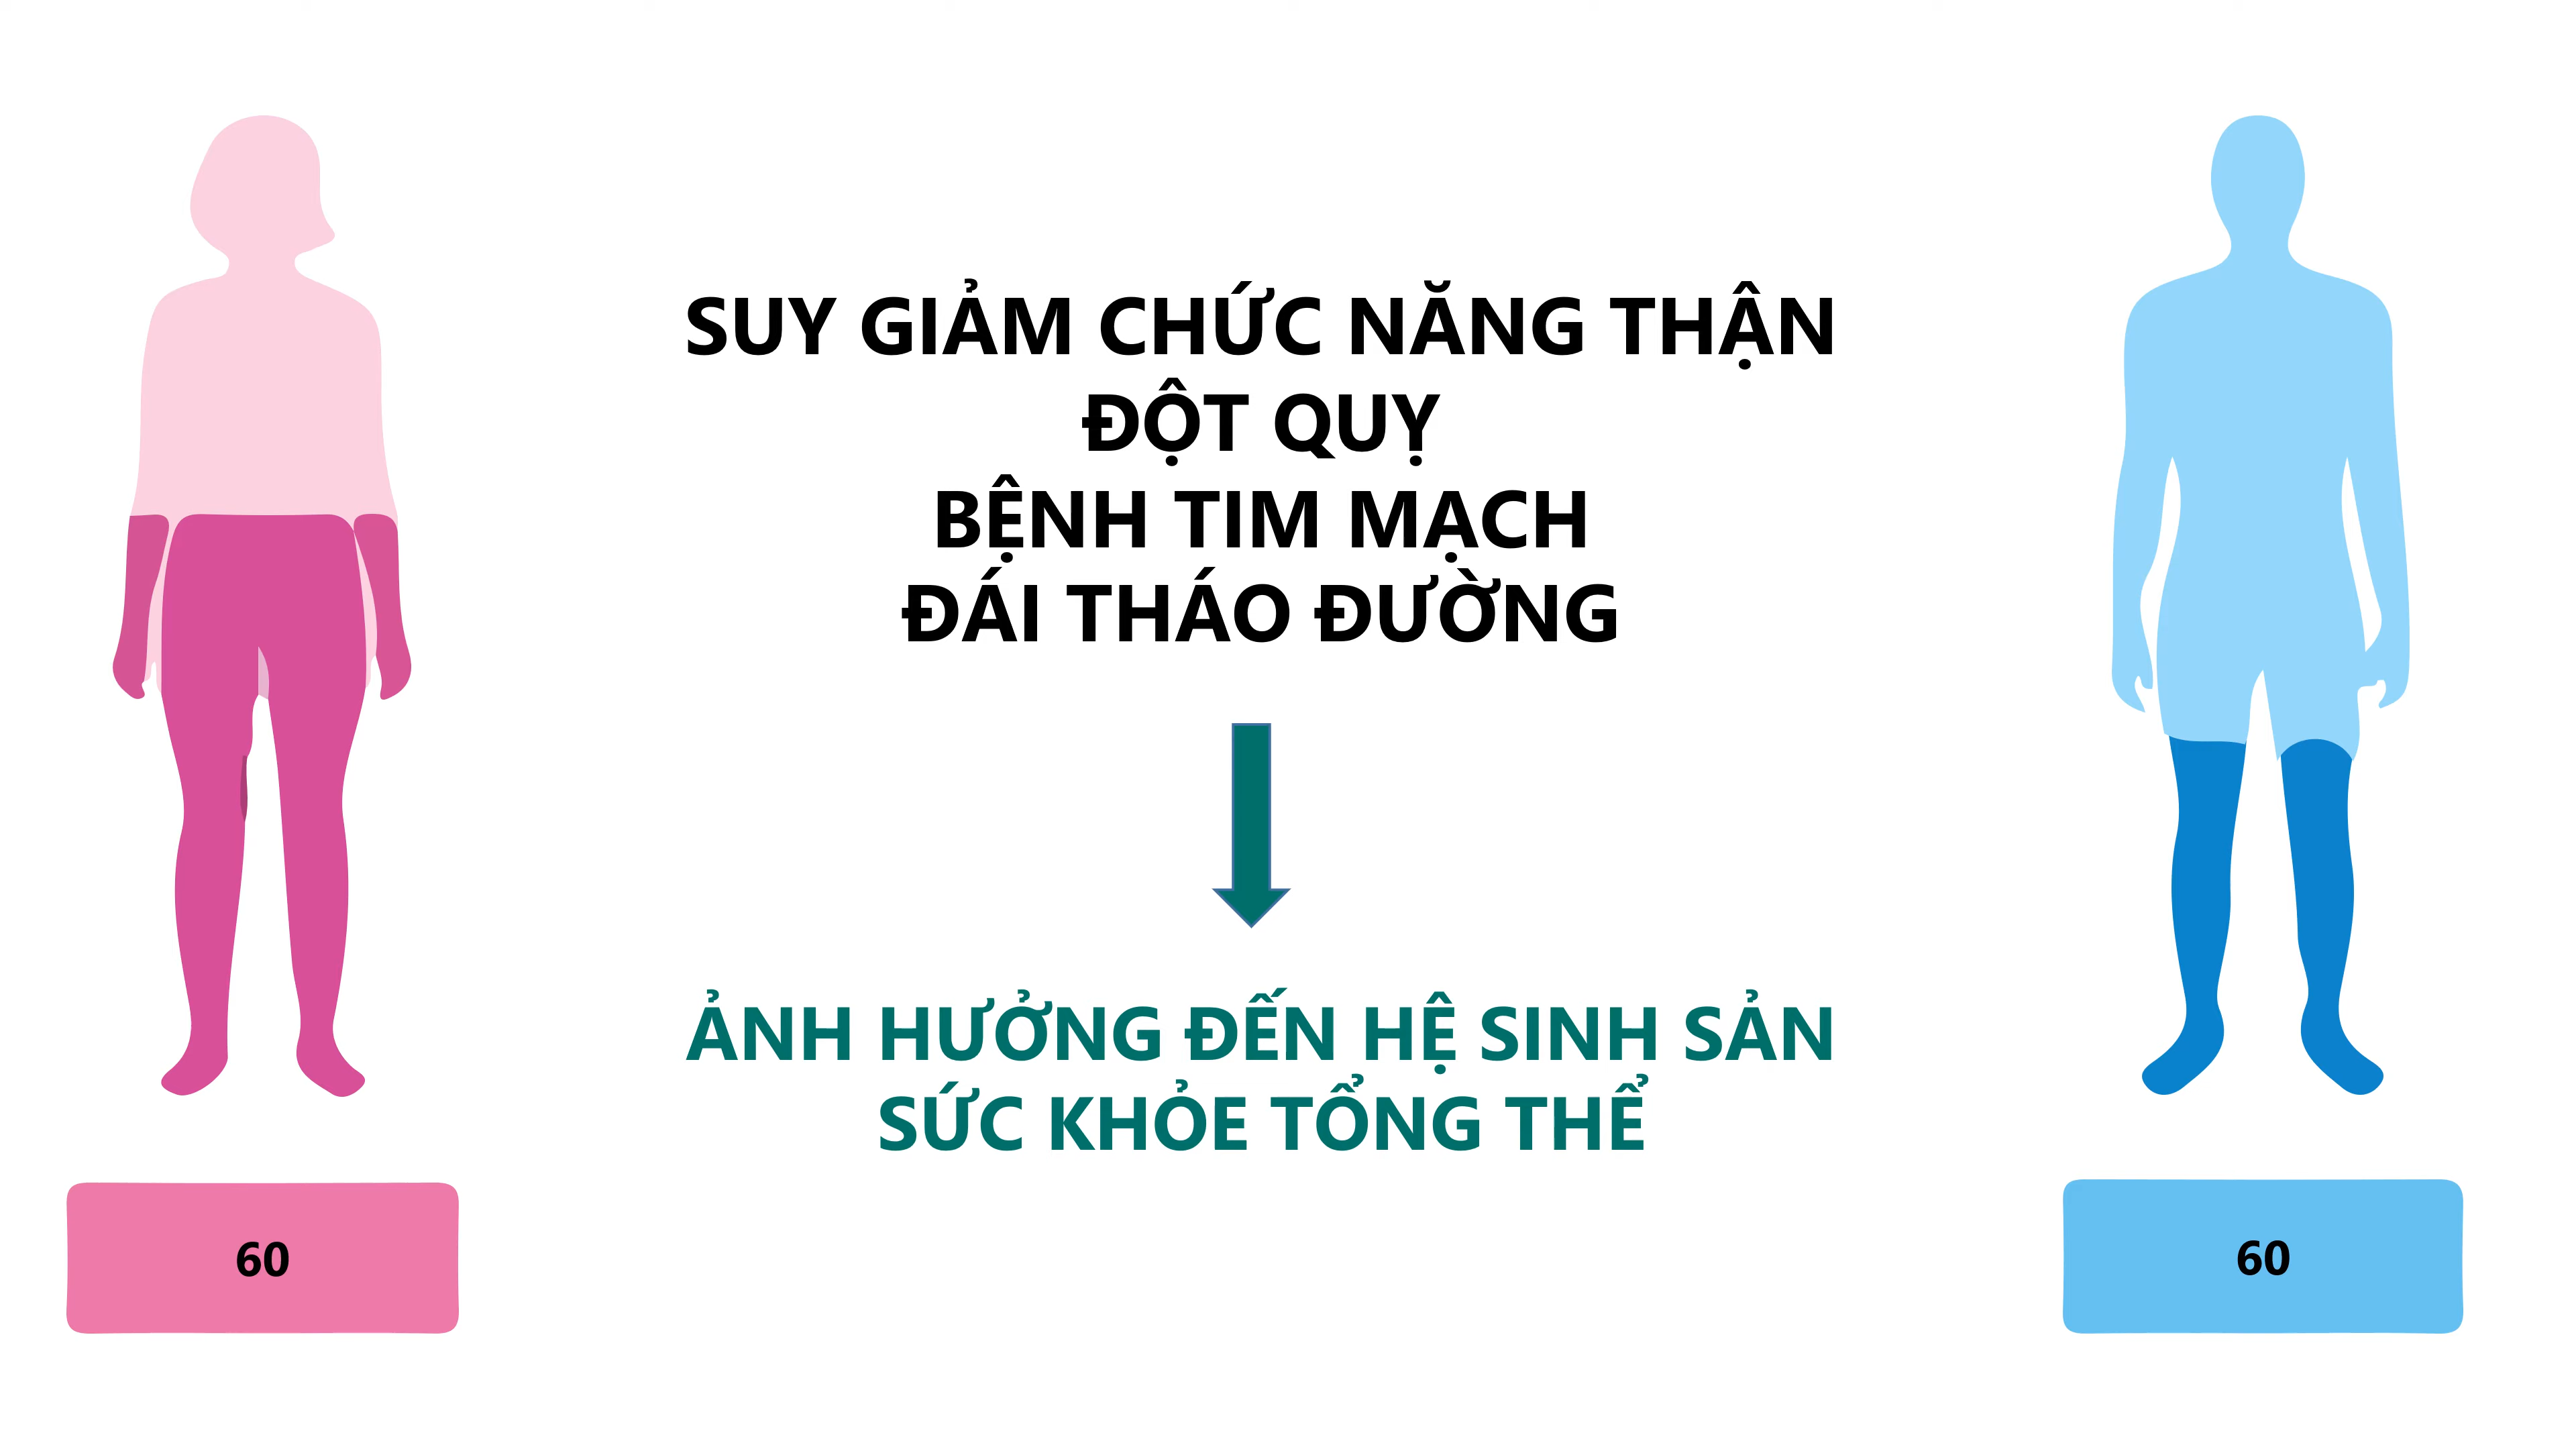 SUY GIẢM CHỨC NĂNG THẬN
ĐỘT QUỴ
BỆNH TIM MẠCH
ĐÁI THÁO ĐƯỜNG
ẢNH HƯỞNG ĐẾN HỆ SINH SẢN
SỨC KHỎE TỔNG THỂ
60
60